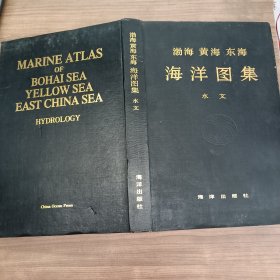 MARINE ATLAS
OF
BOHAI SEA
YELLOW SEA
EAST CHINA SEA
HYDROLOGY
China Ocean Press
渤海 黄海 东海 海洋图集
水文
海洋出版社
渤海 黄海 东海
海洋图集
水文
海洋出版社